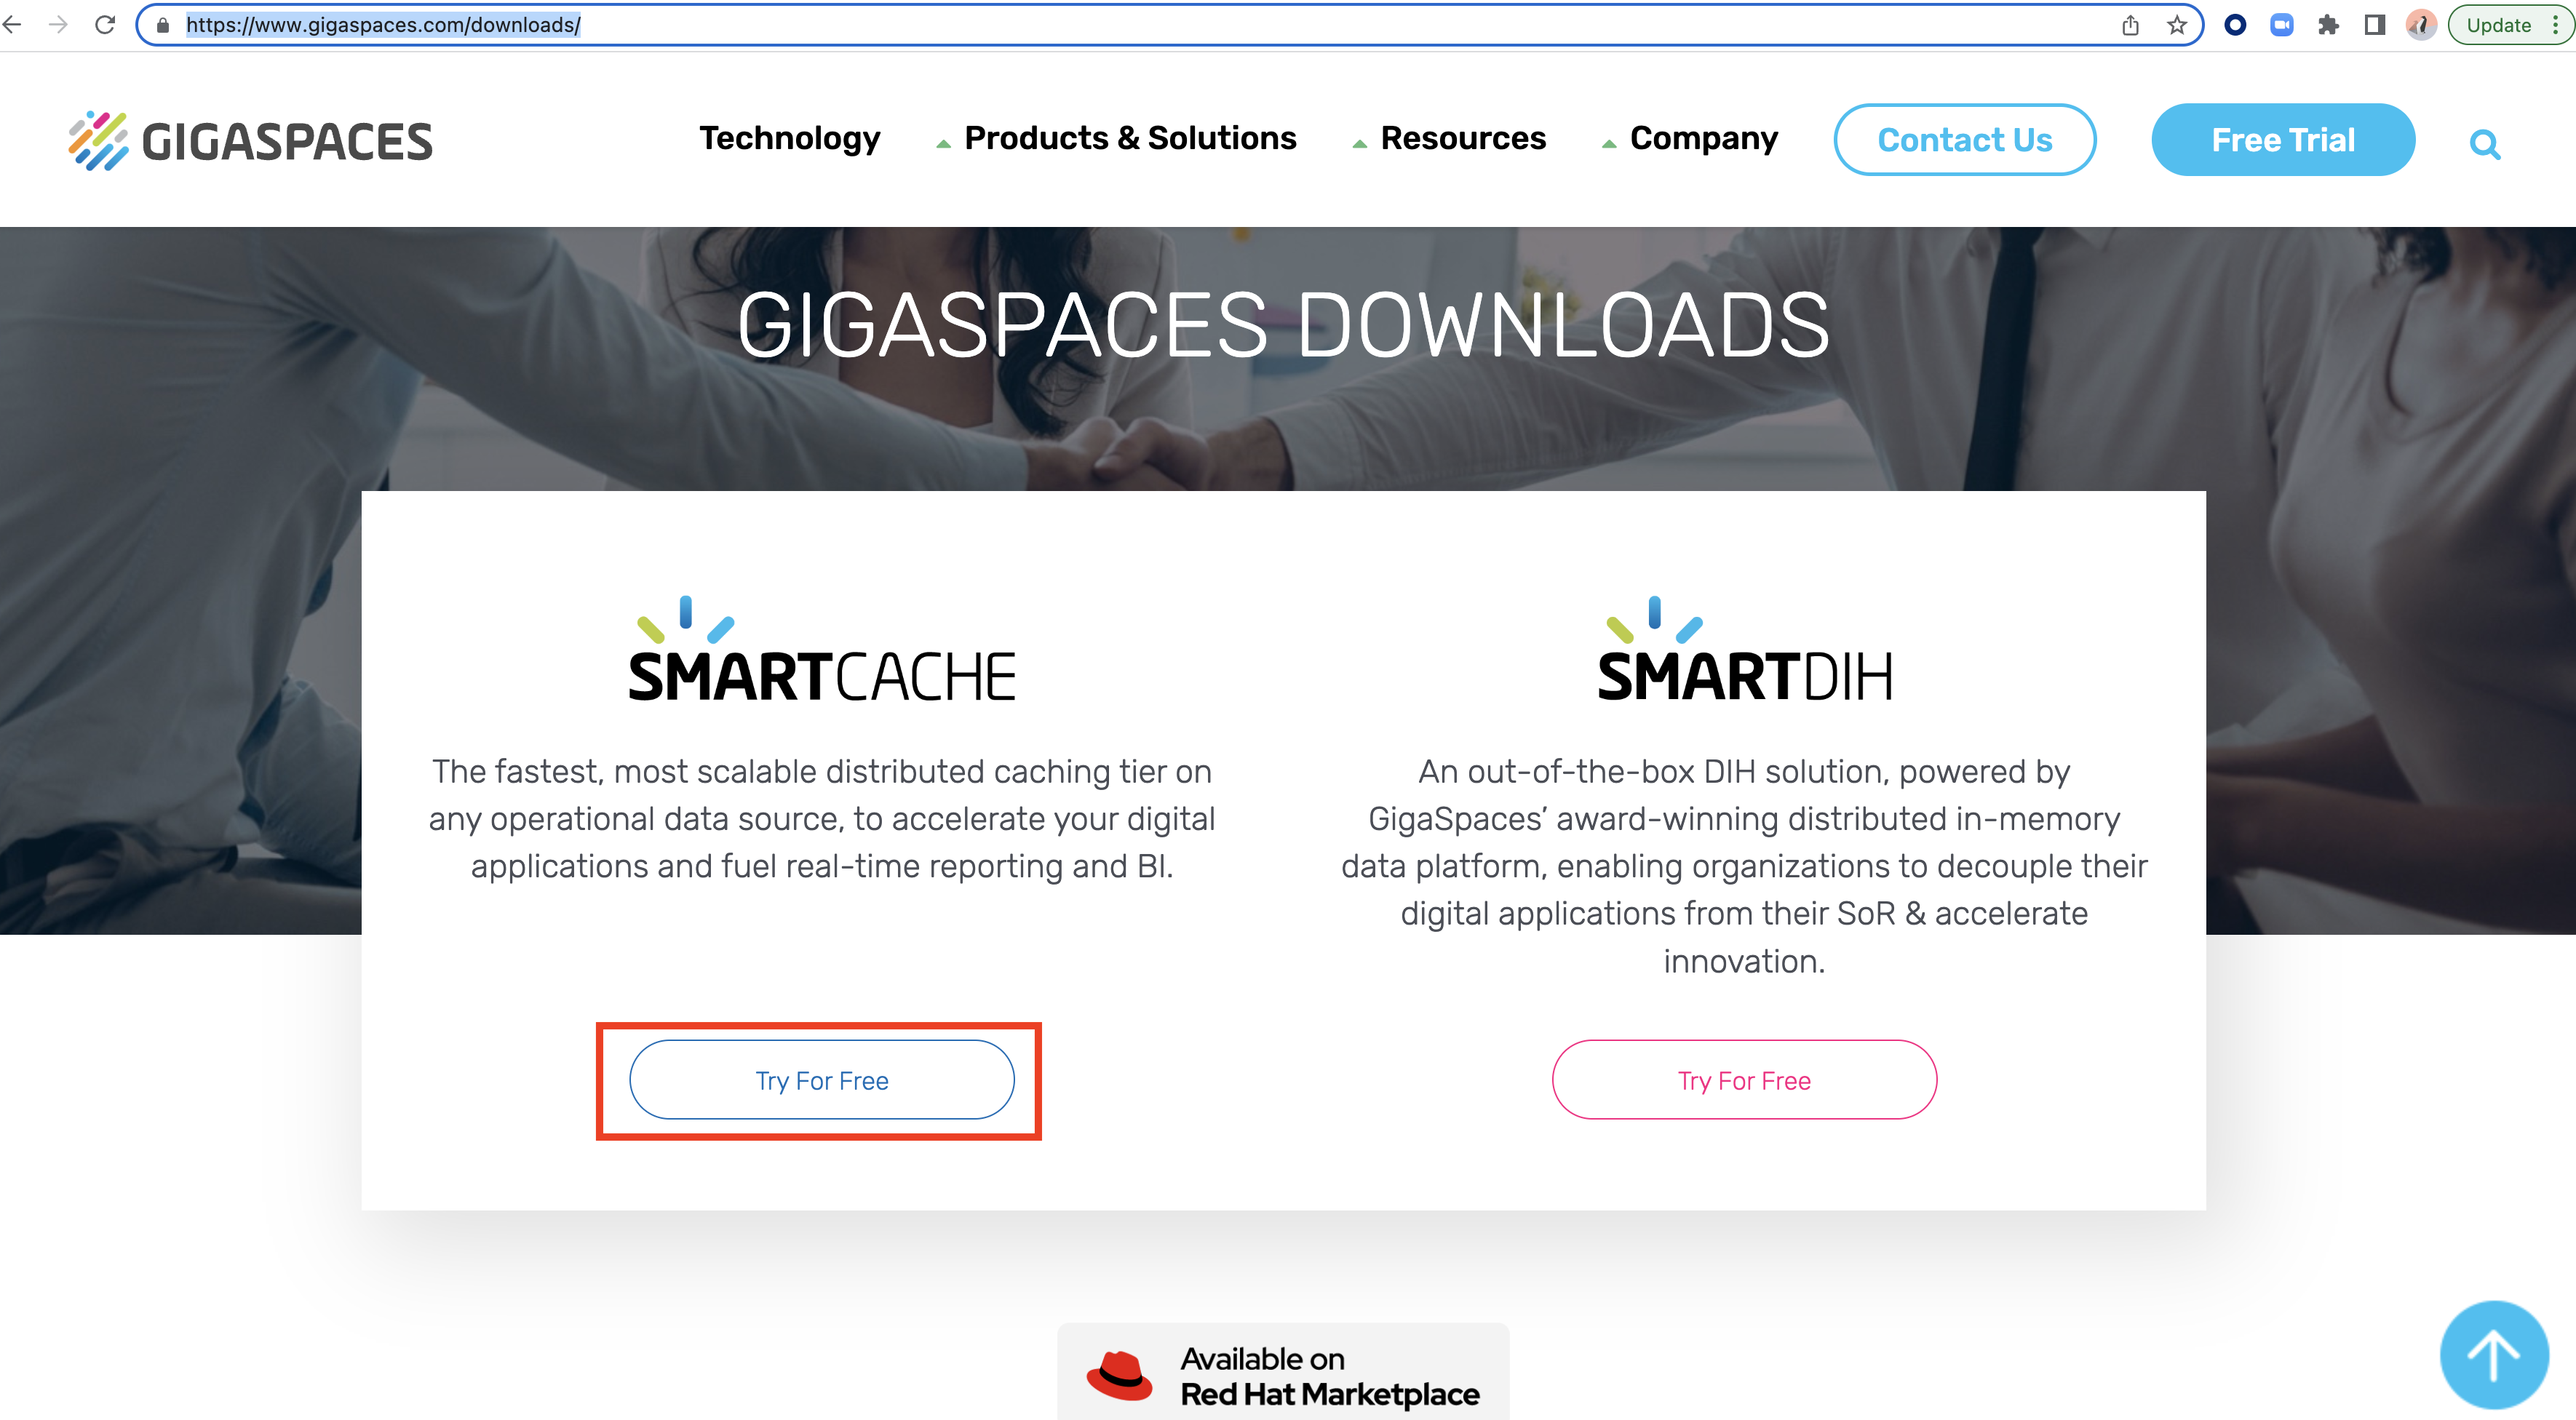 https://www.gigaspaces.com/downloads/
Update
GIGASPACES
Technology
Products & Solutions
Resources
Company
Contact Us
Free Trial
GIGASPACES DOWNLOADS
SMARTCACHE
The fastest, most scalable distributed caching tier on
any operational data source, to accelerate your digital
applications and fuel real-time reporting and BI.
Try For Free
SMARTDIH
An out-of-the-box DIH solution, powered by
GigaSpaces’ award-winning distributed in-memory
data platform, enabling organizations to decouple their
digital applications from their SoR & accelerate
innovation.
Try For Free
Available on
Red Hat Marketplace